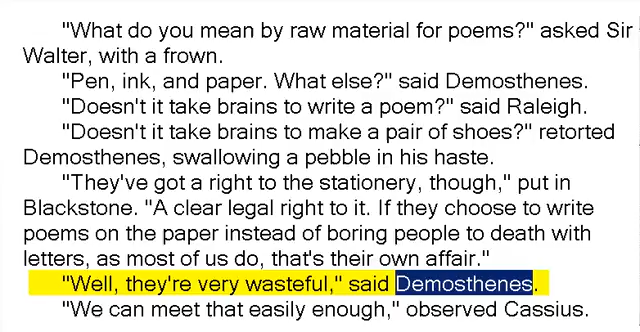 "What do you mean by raw material for poems?" asked Sir
Walter, with a frown.
"Pen, ink, and paper. What else?" said Demosthenes.
"Doesn't it take brains to write a poem?" said Raleigh.
"Doesn't it take brains to make a pair of shoes?" retorted
Demosthenes, swallowing a pebble in his haste.
"They've got a right to the stationery, though," put in
Blackstone. "A clear legal right to it. If they choose to write
poems on the paper instead of boring people to death with
letters, as most of us do, that's their own affair."
"Well, they're very wasteful," said Demosthenes.
"We can meet that easily enough," observed Cassius.